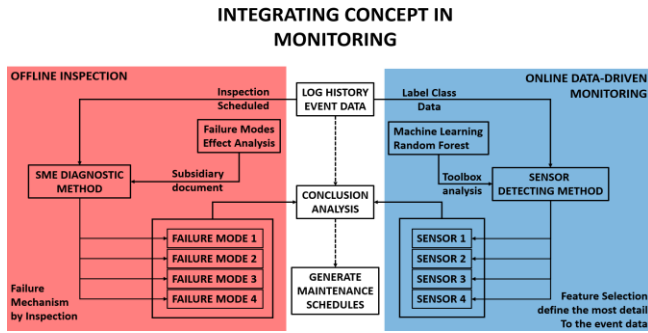 INTEGRATING CONCEPT IN
MONITORING
OFFLINE INSPECTION
ONLINE DATA-DRIVEN
MONITORING
Inspection
Scheduled
LOG HISTORY
EVENT DATA
Label Class
Data
Failure Modes
Effect Analysis
Machine Learning
Random Forest
SME DIAGNOSTIC
METHOD
Subsidiary
document
Toolbox
analysis
SENSOR
DETECTING METHOD
CONCLUSION
ANALYSIS
FAILURE MODE 1
FAILURE MODE 2
FAILURE MODE 3
FAILURE MODE 4
SENSOR 1
SENSOR 2
SENSOR 3
SENSOR 4
GENERATE
MAINTENANCE
SCHEDULES
Failure
Mechanism
by Inspection
Feature Selection
define the most detail
To the event data